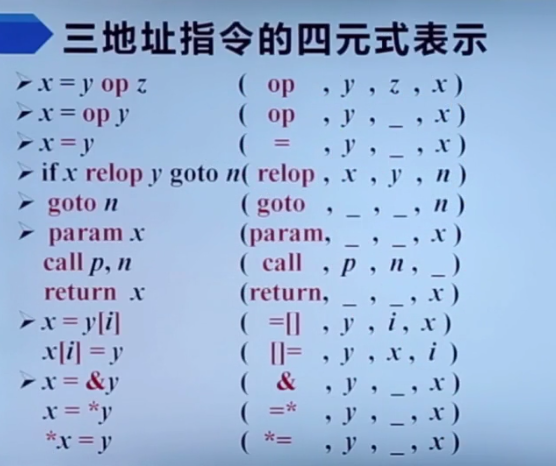 三地址指令的四元式表示
➢ x = y op z ( op , y , z , x )
➢ x = op y ( op , y , _ , x )
➢ x = y ( = , y , _ , x )
➢ if x relop y goto n ( relop , x , y , n )
➢ goto n ( goto , _ , _ , n )
➢ param x (param, _ , _ , x )
call p, n ( call , p , n , _ )
return x (return, _ , _ , x )
➢ x = y[i] ( =[] , y , i , x )
x[i] = y ( []= , y , x , i )
➢ x = &y ( & , y , _ , x )
x = *y ( =* , y , _ , x )
*x = y ( *= , y , _ , x )